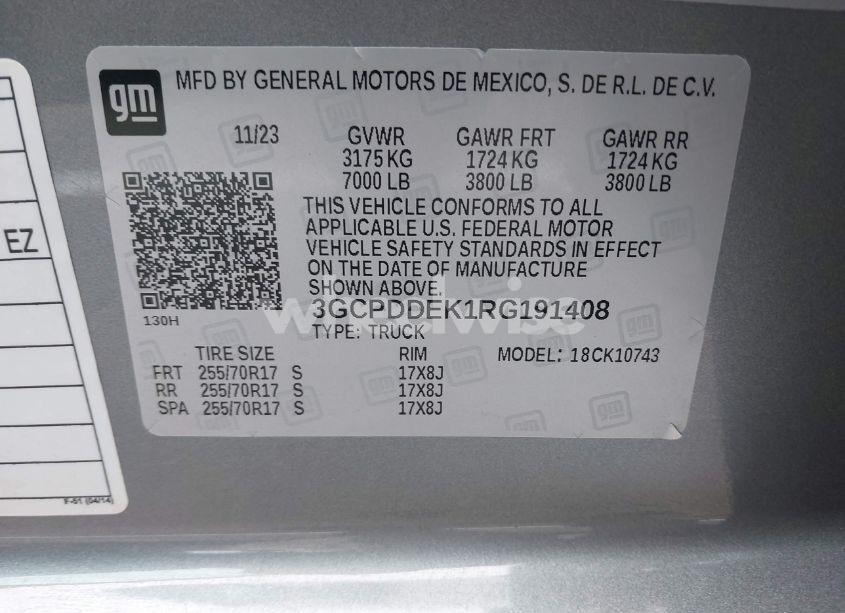 gm
MFD BY GENERAL MOTORS DE MEXICO, S. DE R.L. DE C.V.
11/23 GVWR GAWR FRT GAWR RR
3175 KG 1724 KG 1724 KG
7000 LB 3800 LB 3800 LB
THIS VEHICLE CONFORMS TO ALL
APPLICABLE U.S. FEDERAL MOTOR
VEHICLE SAFETY STANDARDS IN EFFECT
ON THE DATE OF MANUFACTURE
SHOWN ABOVE.
3GCPDDEK1RG191408
130H
TYPE: TRUCK
TIRE SIZE RIM MODEL: 18CK10743
FRT 255/70R17 S 17X8J
RR 255/70R17 S 17X8J
SPA 255/70R17 S 17X8J
EZ
F-51 (04/14)